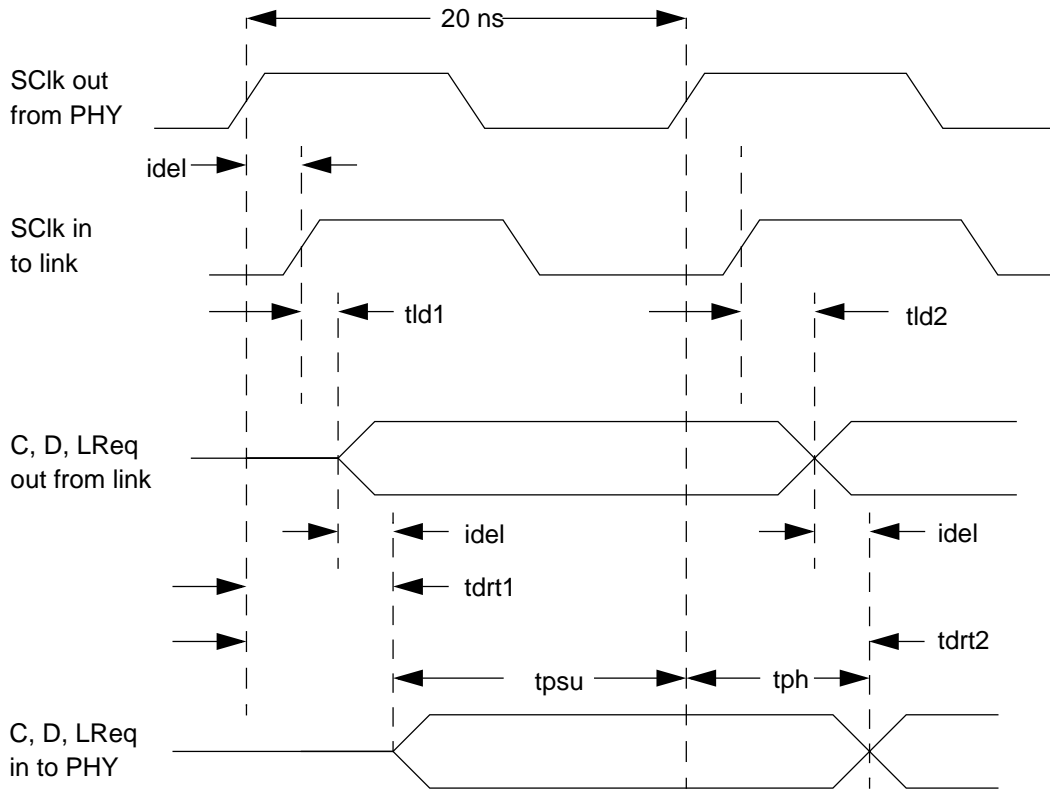 20 ns
SClk out
from PHY
idel
SClk in
to link
tld1
tld2
C, D, LReq
out from link
idel
idel
tdrt1
tdrt2
tpsu
tph
C, D, LReq
in to PHY